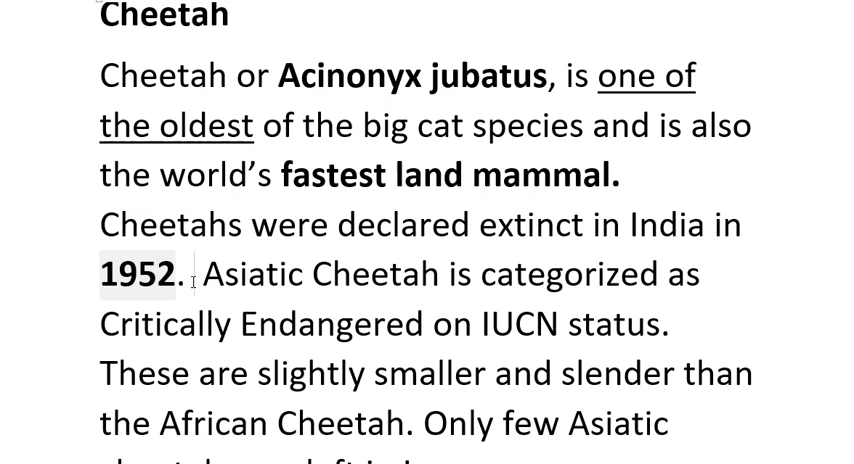 Cheetah
Cheetah or Acinonyx jubatus, is one of
the oldest of the big cat species and is also
the world’s fastest land mammal.
Cheetahs were declared extinct in India in
1952. Asiatic Cheetah is categorized as
Critically Endangered on IUCN status.
These are slightly smaller and slender than
the African Cheetah. Only few Asiatic